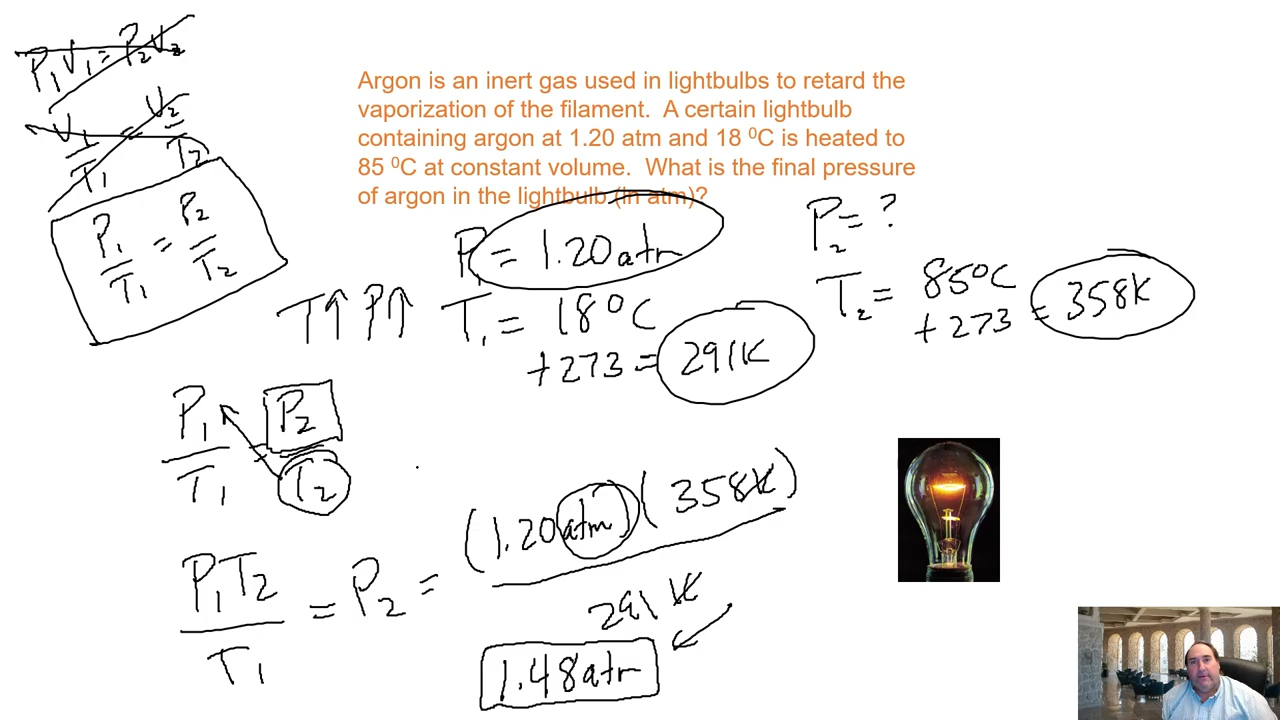 P₁V₁ = P₂V₂
V₁/T₁ = V₂/T₂
P₁/T₁ = P₂/T₂
Argon is an inert gas used in lightbulbs to retard the
vaporization of the filament. A certain lightbulb
containing argon at 1.20 atm and 18 ⁰C is heated to
85 ⁰C at constant volume. What is the final pressure
of argon in the lightbulb (in atm)?
P₁ = 1.20 atm
P₂ = ?
T↑ P↑
T₁ = 18°C
+273 = 291K
T₂ = 85°C
+273 = 358K
P₁/T₁ = P₂/T₂
P₁T₂/T₁ = P₂ = (1.20 atm)(358K)/291K
1.48 atm